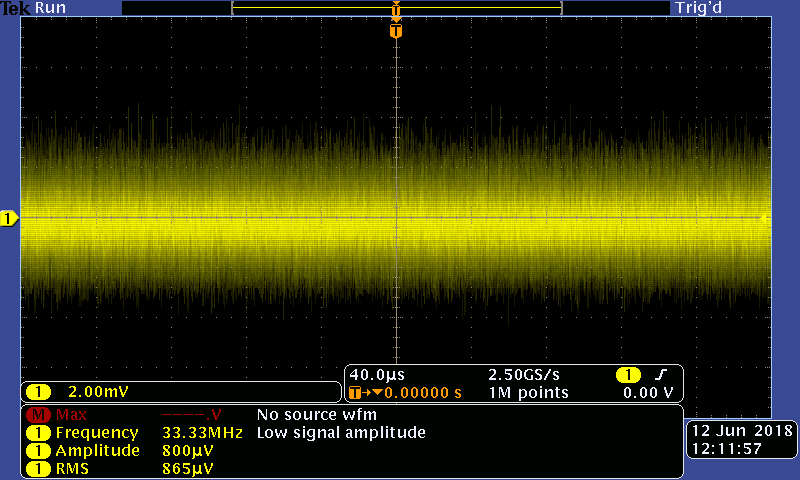 Tek Run Trig'd
T
T
1
40.0µs 2.50GS/s 1 
T→▼0.00000 s 1M points 0.00 V
1 2.00mV
M Max ----.V No source wfm
1 Frequency 33.33MHz Low signal amplitude
1 Amplitude 800µV
1 RMS 865µV
12 Jun 2018
12:11:57